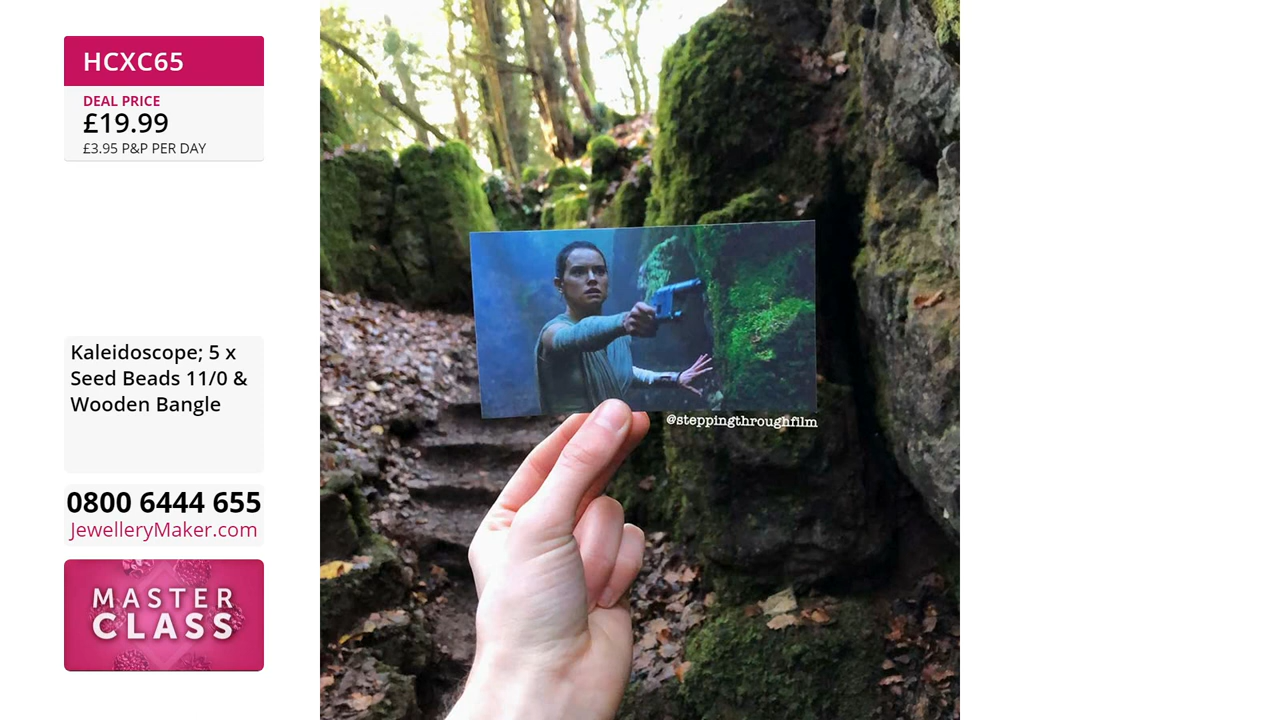 HCXC65
DEAL PRICE
£19.99
£3.95 P&P PER DAY
Kaleidoscope; 5 x
Seed Beads 11/0 &
Wooden Bangle
0800 6444 655
JewelleryMaker.com
MASTER
CLASS
@steppingthroughfilm